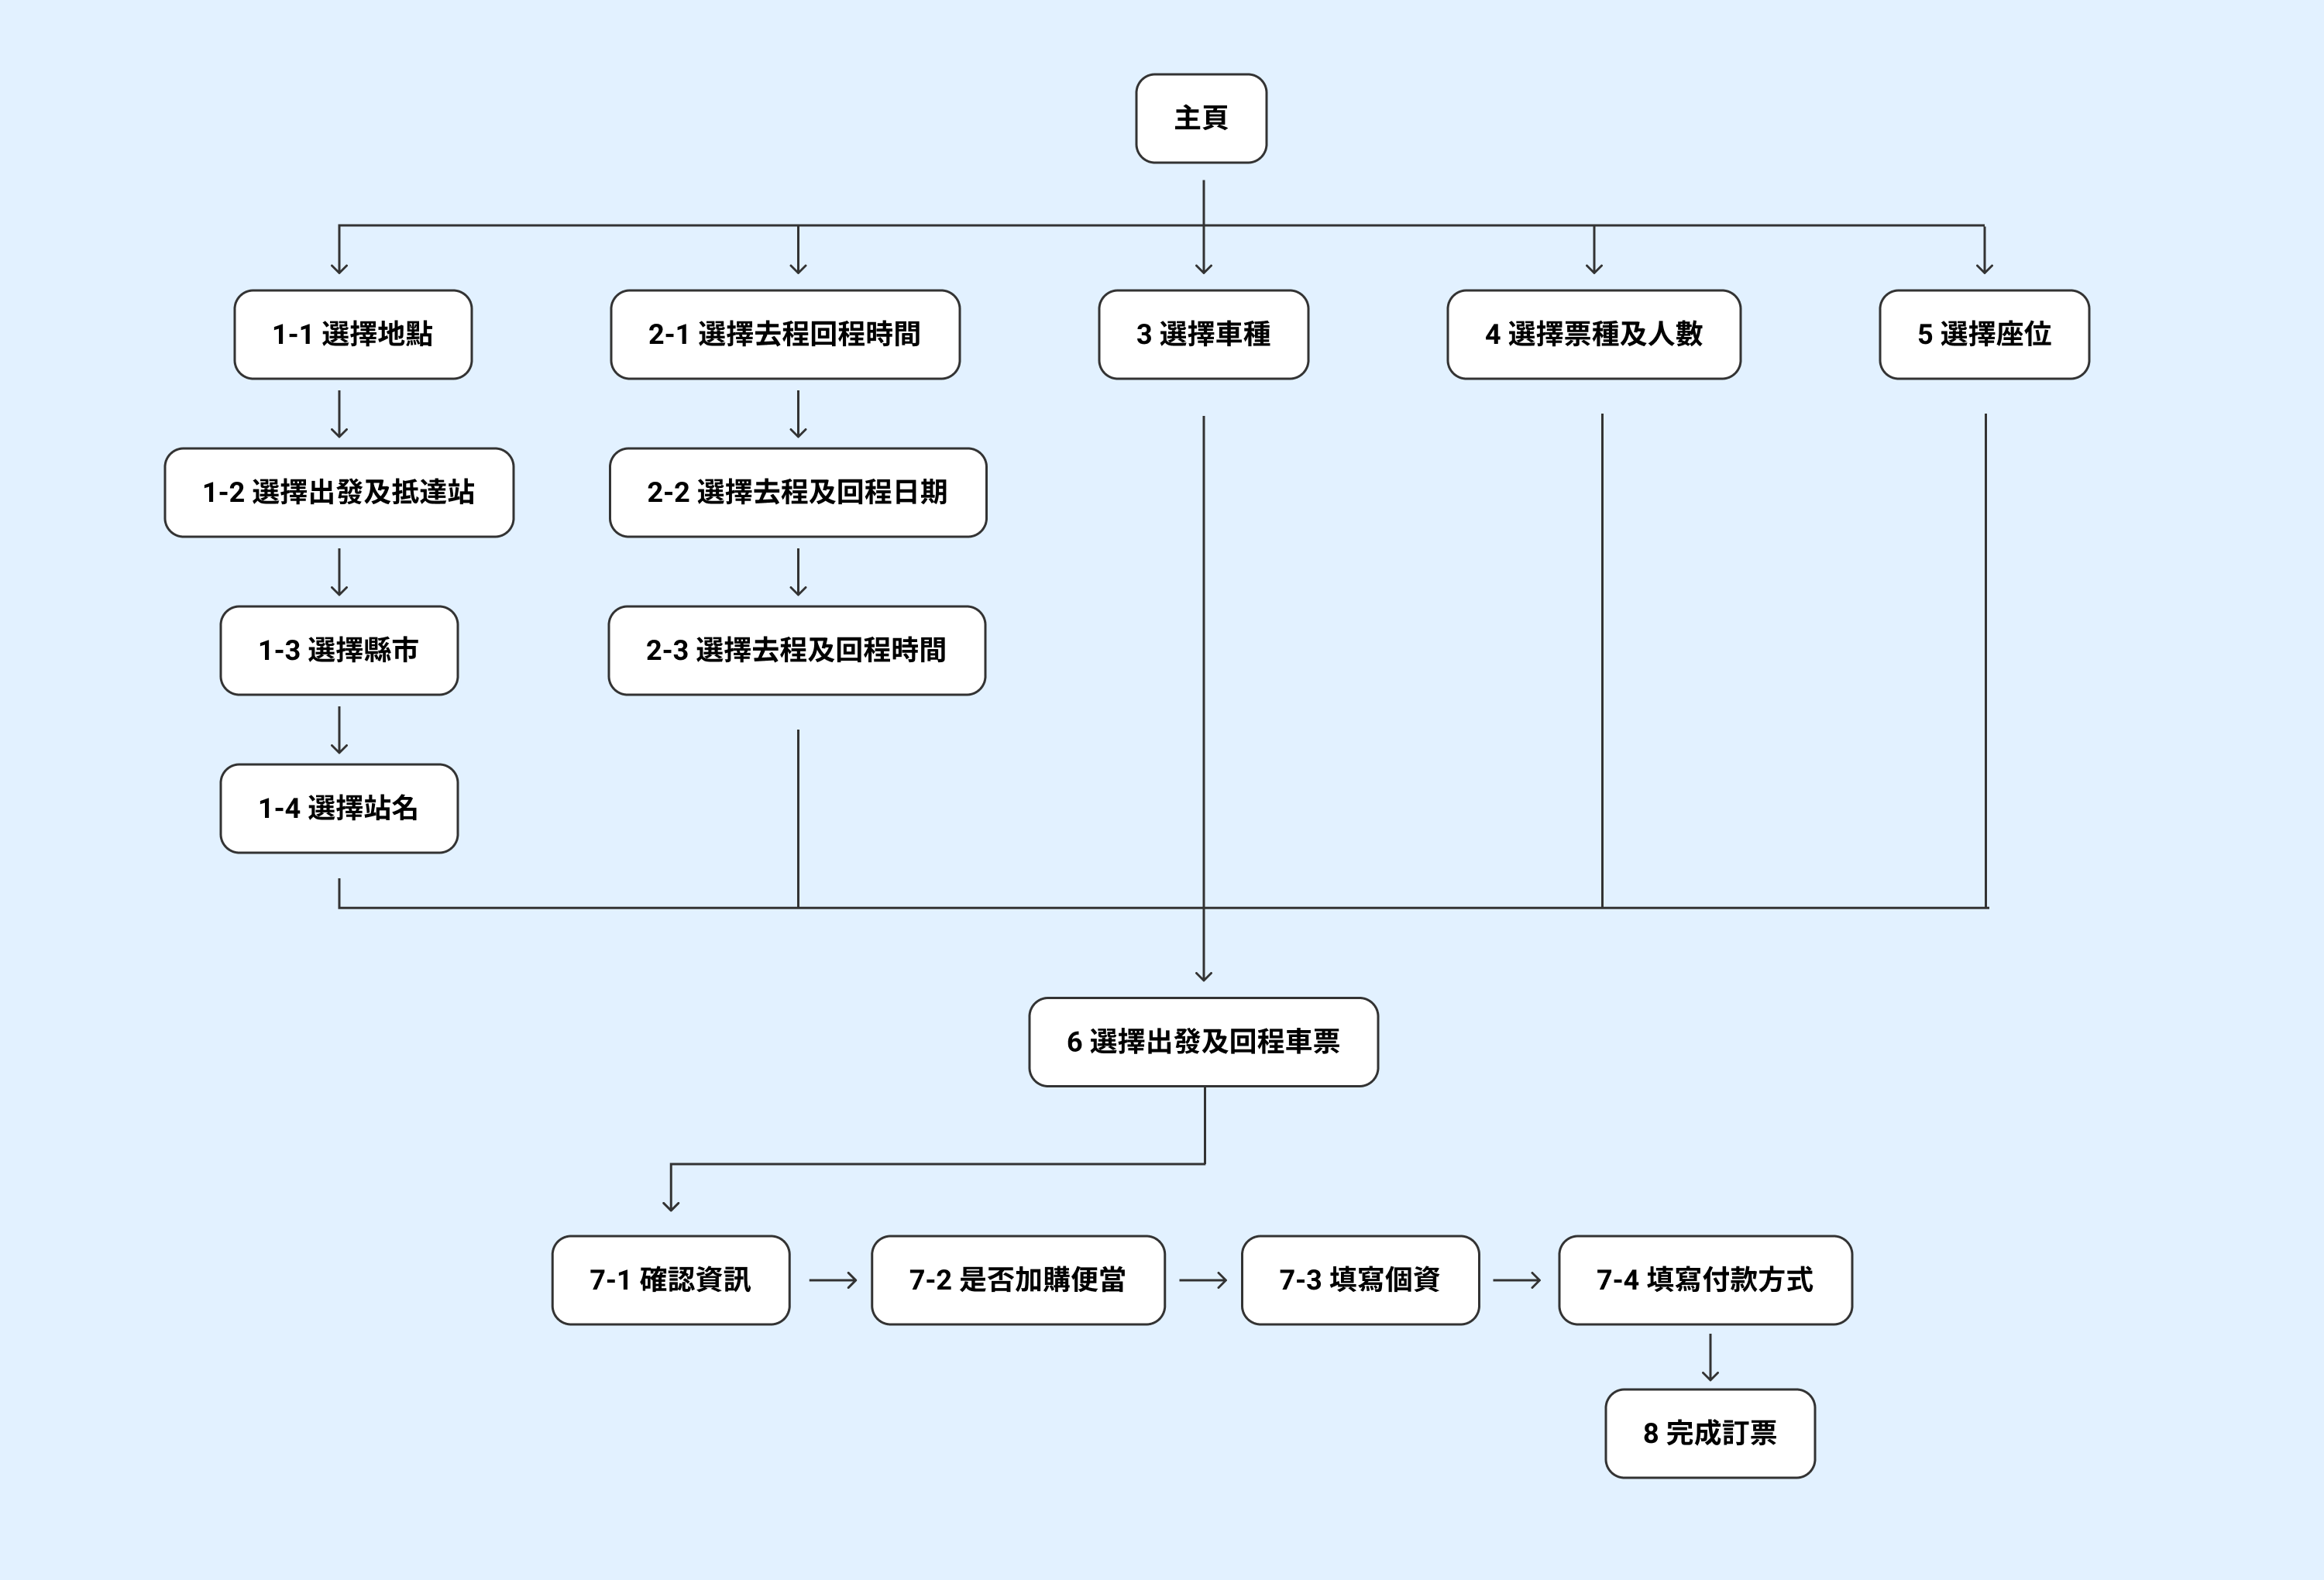 主頁
1-1 選擇地點
2-1 選擇去程回程時間
3 選擇車種
4 選擇票種及人數
5 選擇座位
1-2 選擇出發及抵達站
2-2 選擇去程及回程日期
1-3 選擇縣市
2-3 選擇去程及回程時間
1-4 選擇站名
6 選擇出發及回程車票
7-1 確認資訊
7-2 是否加購便當
7-3 填寫個資
7-4 填寫付款方式
8 完成訂票